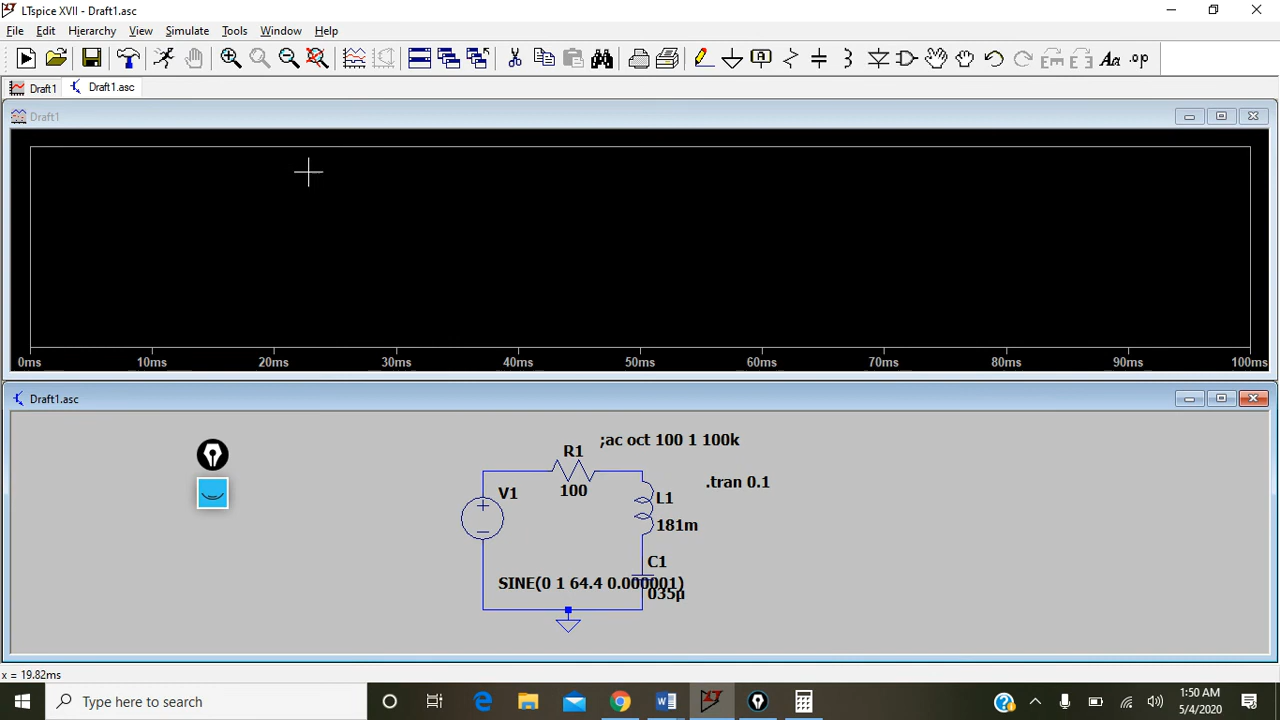 LTspice XVII - Draft1.asc
File Edit Hierarchy View Simulate Tools Window Help
Aa .op
Draft1 Draft1.asc
Draft1
0ms 10ms 20ms 30ms 40ms 50ms 60ms 70ms 80ms 90ms 100ms
Draft1.asc
;ac oct 100 1 100k
R1
.tran 0.1
100
V1
L1
181m
C1
SINE(0 1 64.4 0.000001)
035µ
x = 19.82ms
Type here to search
1:50 AM
5/4/2020